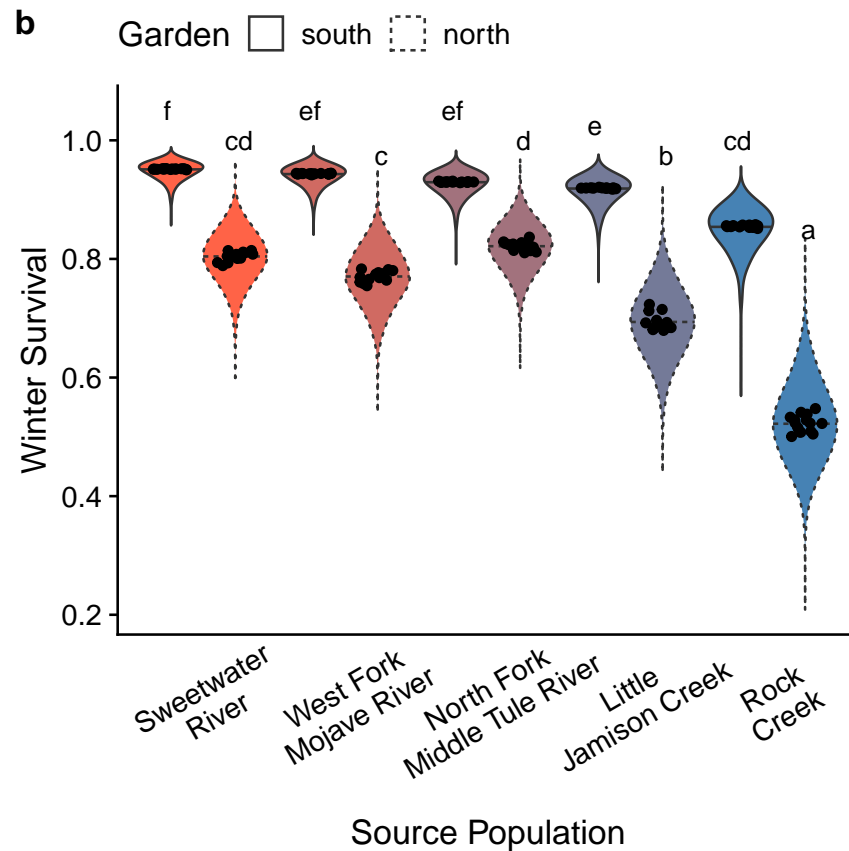 b
Garden south north
f
ef
ef
e
cd
cd
c
d
b
a
1.0
0.8
0.6
0.4
0.2
Winter Survival
Sweetwater
River
West Fork
Mojave River
North Fork
Middle Tule River
Little
Jamison Creek
Rock
Creek
Source Population